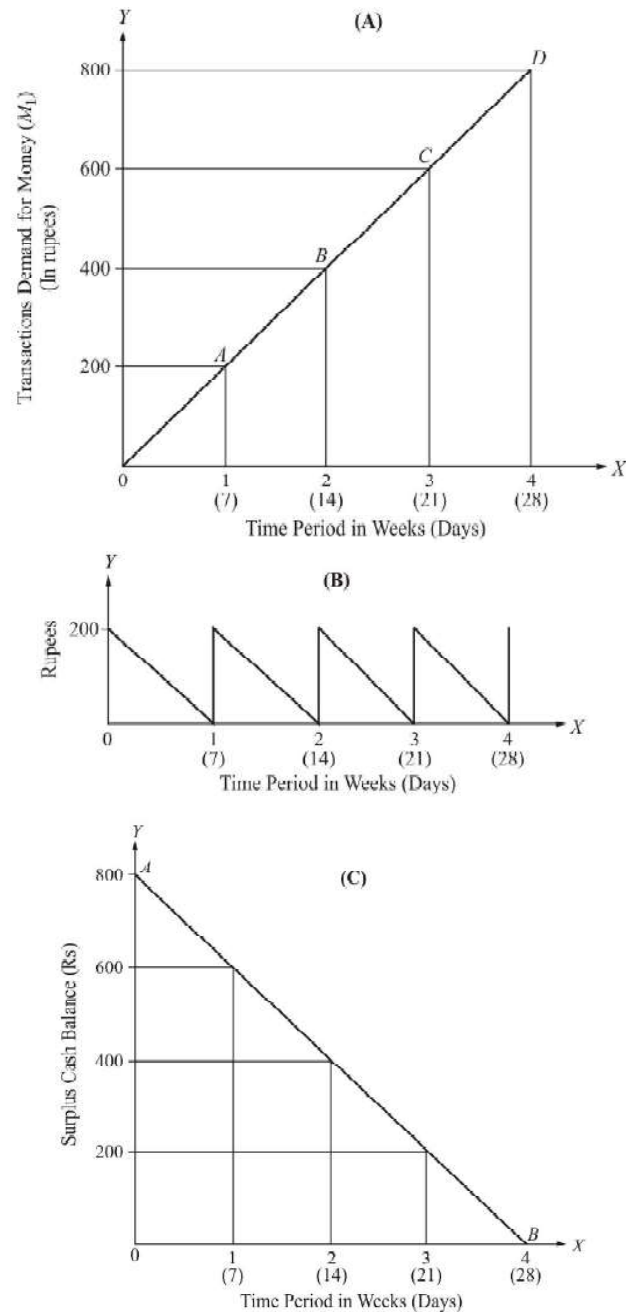 Y
(A)
800
D
600
C
400
B
200
A
Transactions Demand for Money (M1)
(In rupees)
0
1
2
3
4
X
(7)
(14)
(21)
(28)
Time Period in Weeks (Days)
Y
(B)
200
Rupees
0
1
2
3
4
X
(7)
(14)
(21)
(28)
Time Period in Weeks (Days)
Y
(C)
800
A
600
400
200
Surplus Cash Balance (Rs)
B
0
1
2
3
4
X
(7)
(14)
(21)
(28)
Time Period in Weeks (Days)